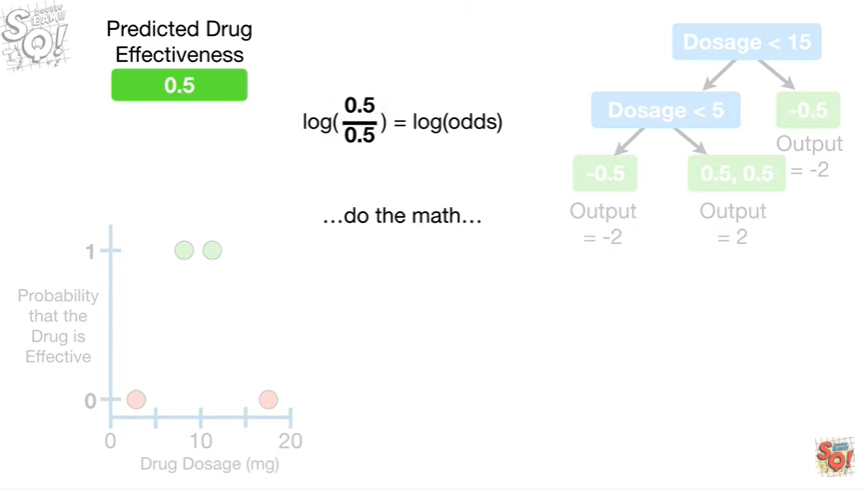 SQ!
Predicted Drug
Effectiveness
0.5
log(0.5/0.5) = log(odds)
...do the math...
Dosage < 15
Dosage < 5
-0.5
Output
= -2
-0.5
Output
= -2
0.5, 0.5
Output
= 2
1
Probability
that the
Drug is
Effective
0
0
10
20
Drug Dosage (mg)
SQ!